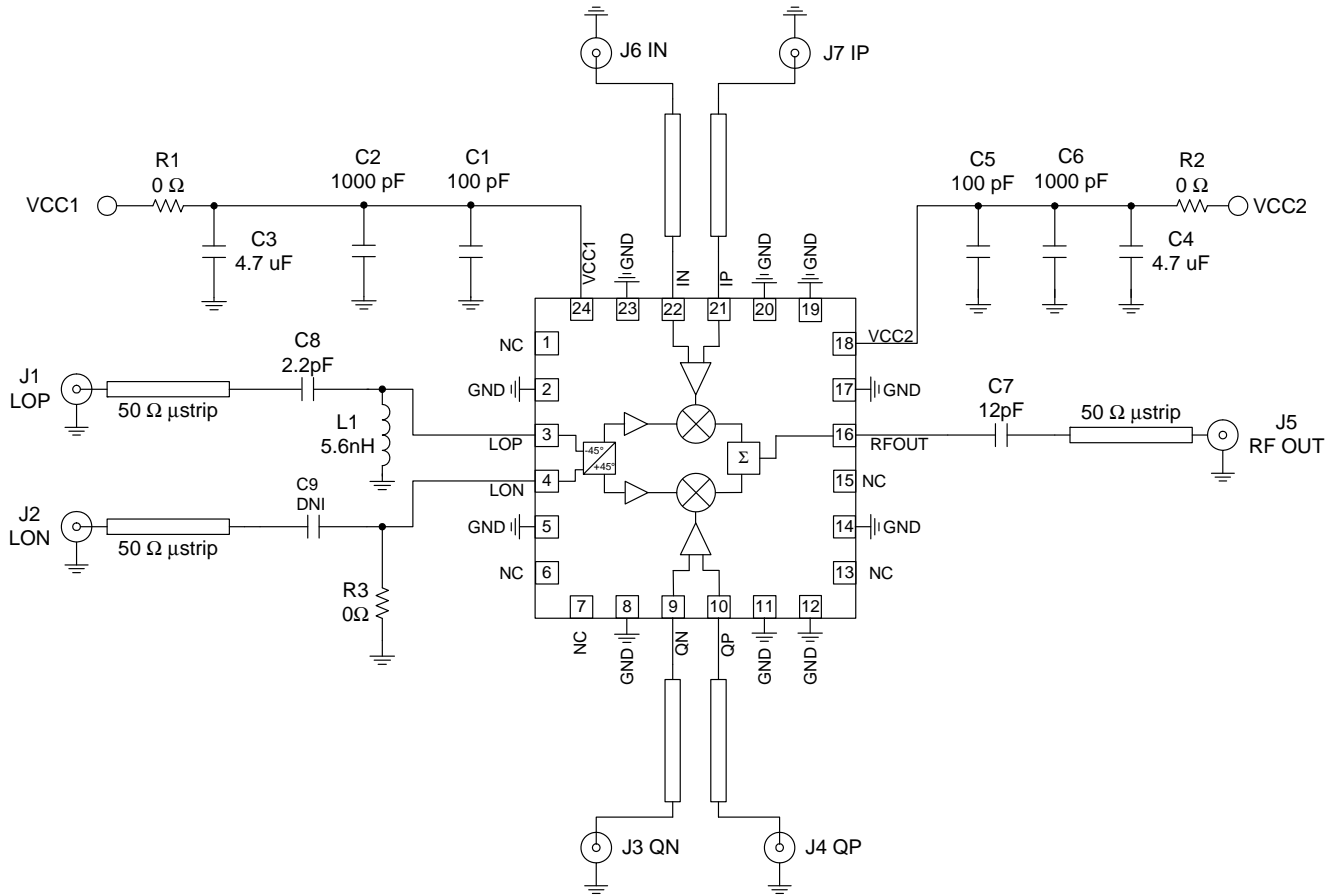 J6 IN
J7 IP
R1
0 Ω
C2
1000 pF
C1
100 pF
VCC1
C3
4.7 uF
C5
100 pF
C6
1000 pF
R2
0 Ω
VCC2
C4
4.7 uF
VCC1
GND
IN
IP
GND
GND
24
23
22
21
20
19
NC
1
18
VCC2
C8
2.2pF
J1
LOP
50 Ω µstrip
GND
2
17
GND
L1
5.6nH
C7
12pF
50 Ω µstrip
J5
RF OUT
LOP
3
-45°
+45°
Σ
16
RFOUT
LON
4
15
NC
C9
DNI
J2
LON
50 Ω µstrip
GND
5
14
GND
NC
6
13
NC
R3
0Ω
7
8
9
10
11
12
NC
GND
QN
QP
GND
GND
J3 QN
J4 QP